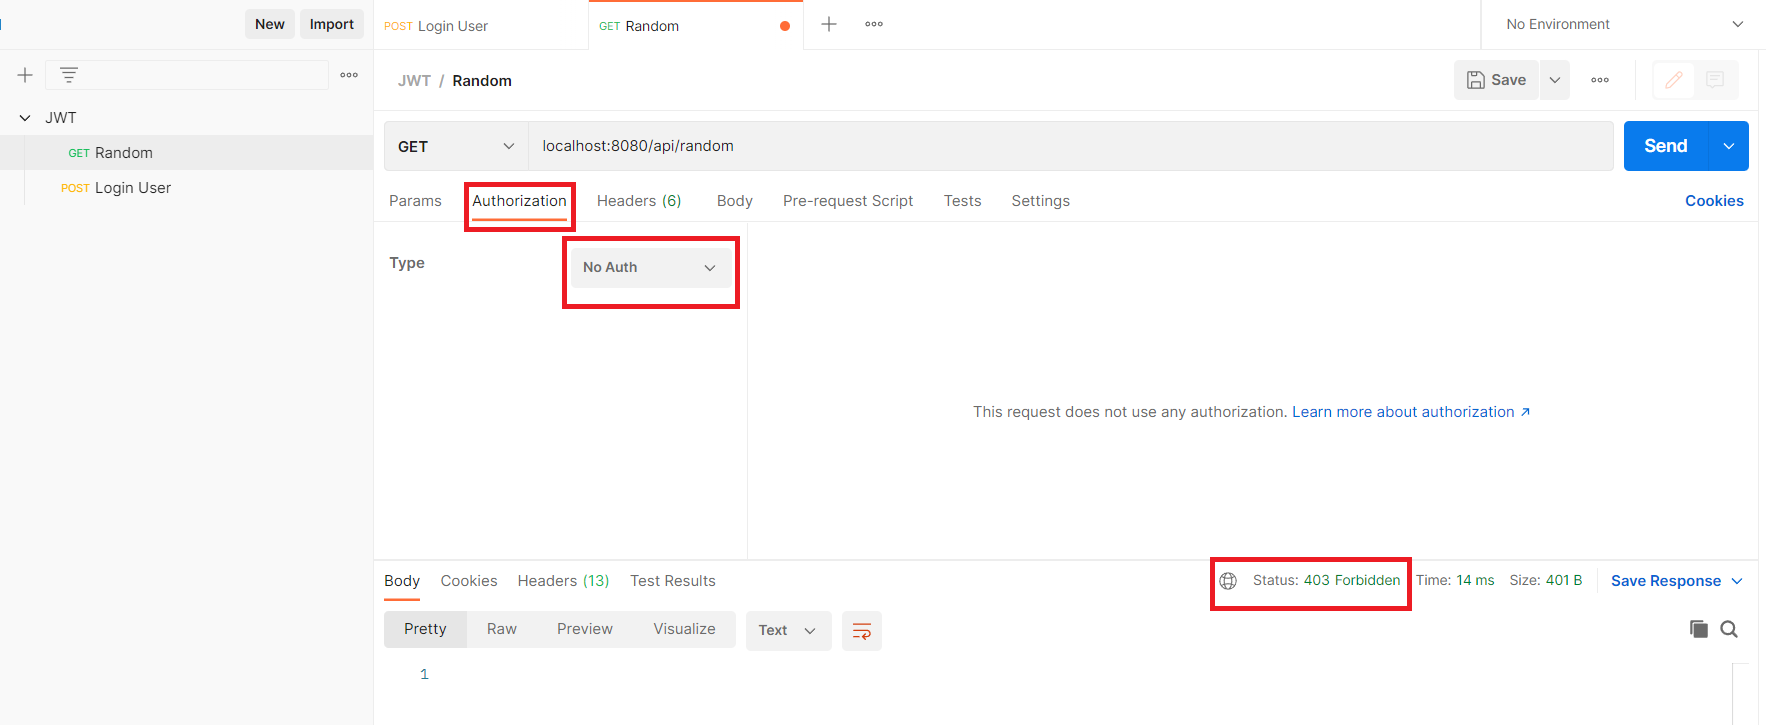 New Import
POST Login User
GET Random
No Environment
JWT / Random
Save
JWT
GET Random
POST Login User
GET
localhost:8080/api/random
Send
Params Authorization Headers (6) Body Pre-request Script Tests Settings Cookies
Type
No Auth
This request does not use any authorization. Learn more about authorization ↗
Body Cookies Headers (13) Test Results
Status: 403 Forbidden Time: 14 ms Size: 401 B Save Response
Pretty Raw Preview Visualize Text
1